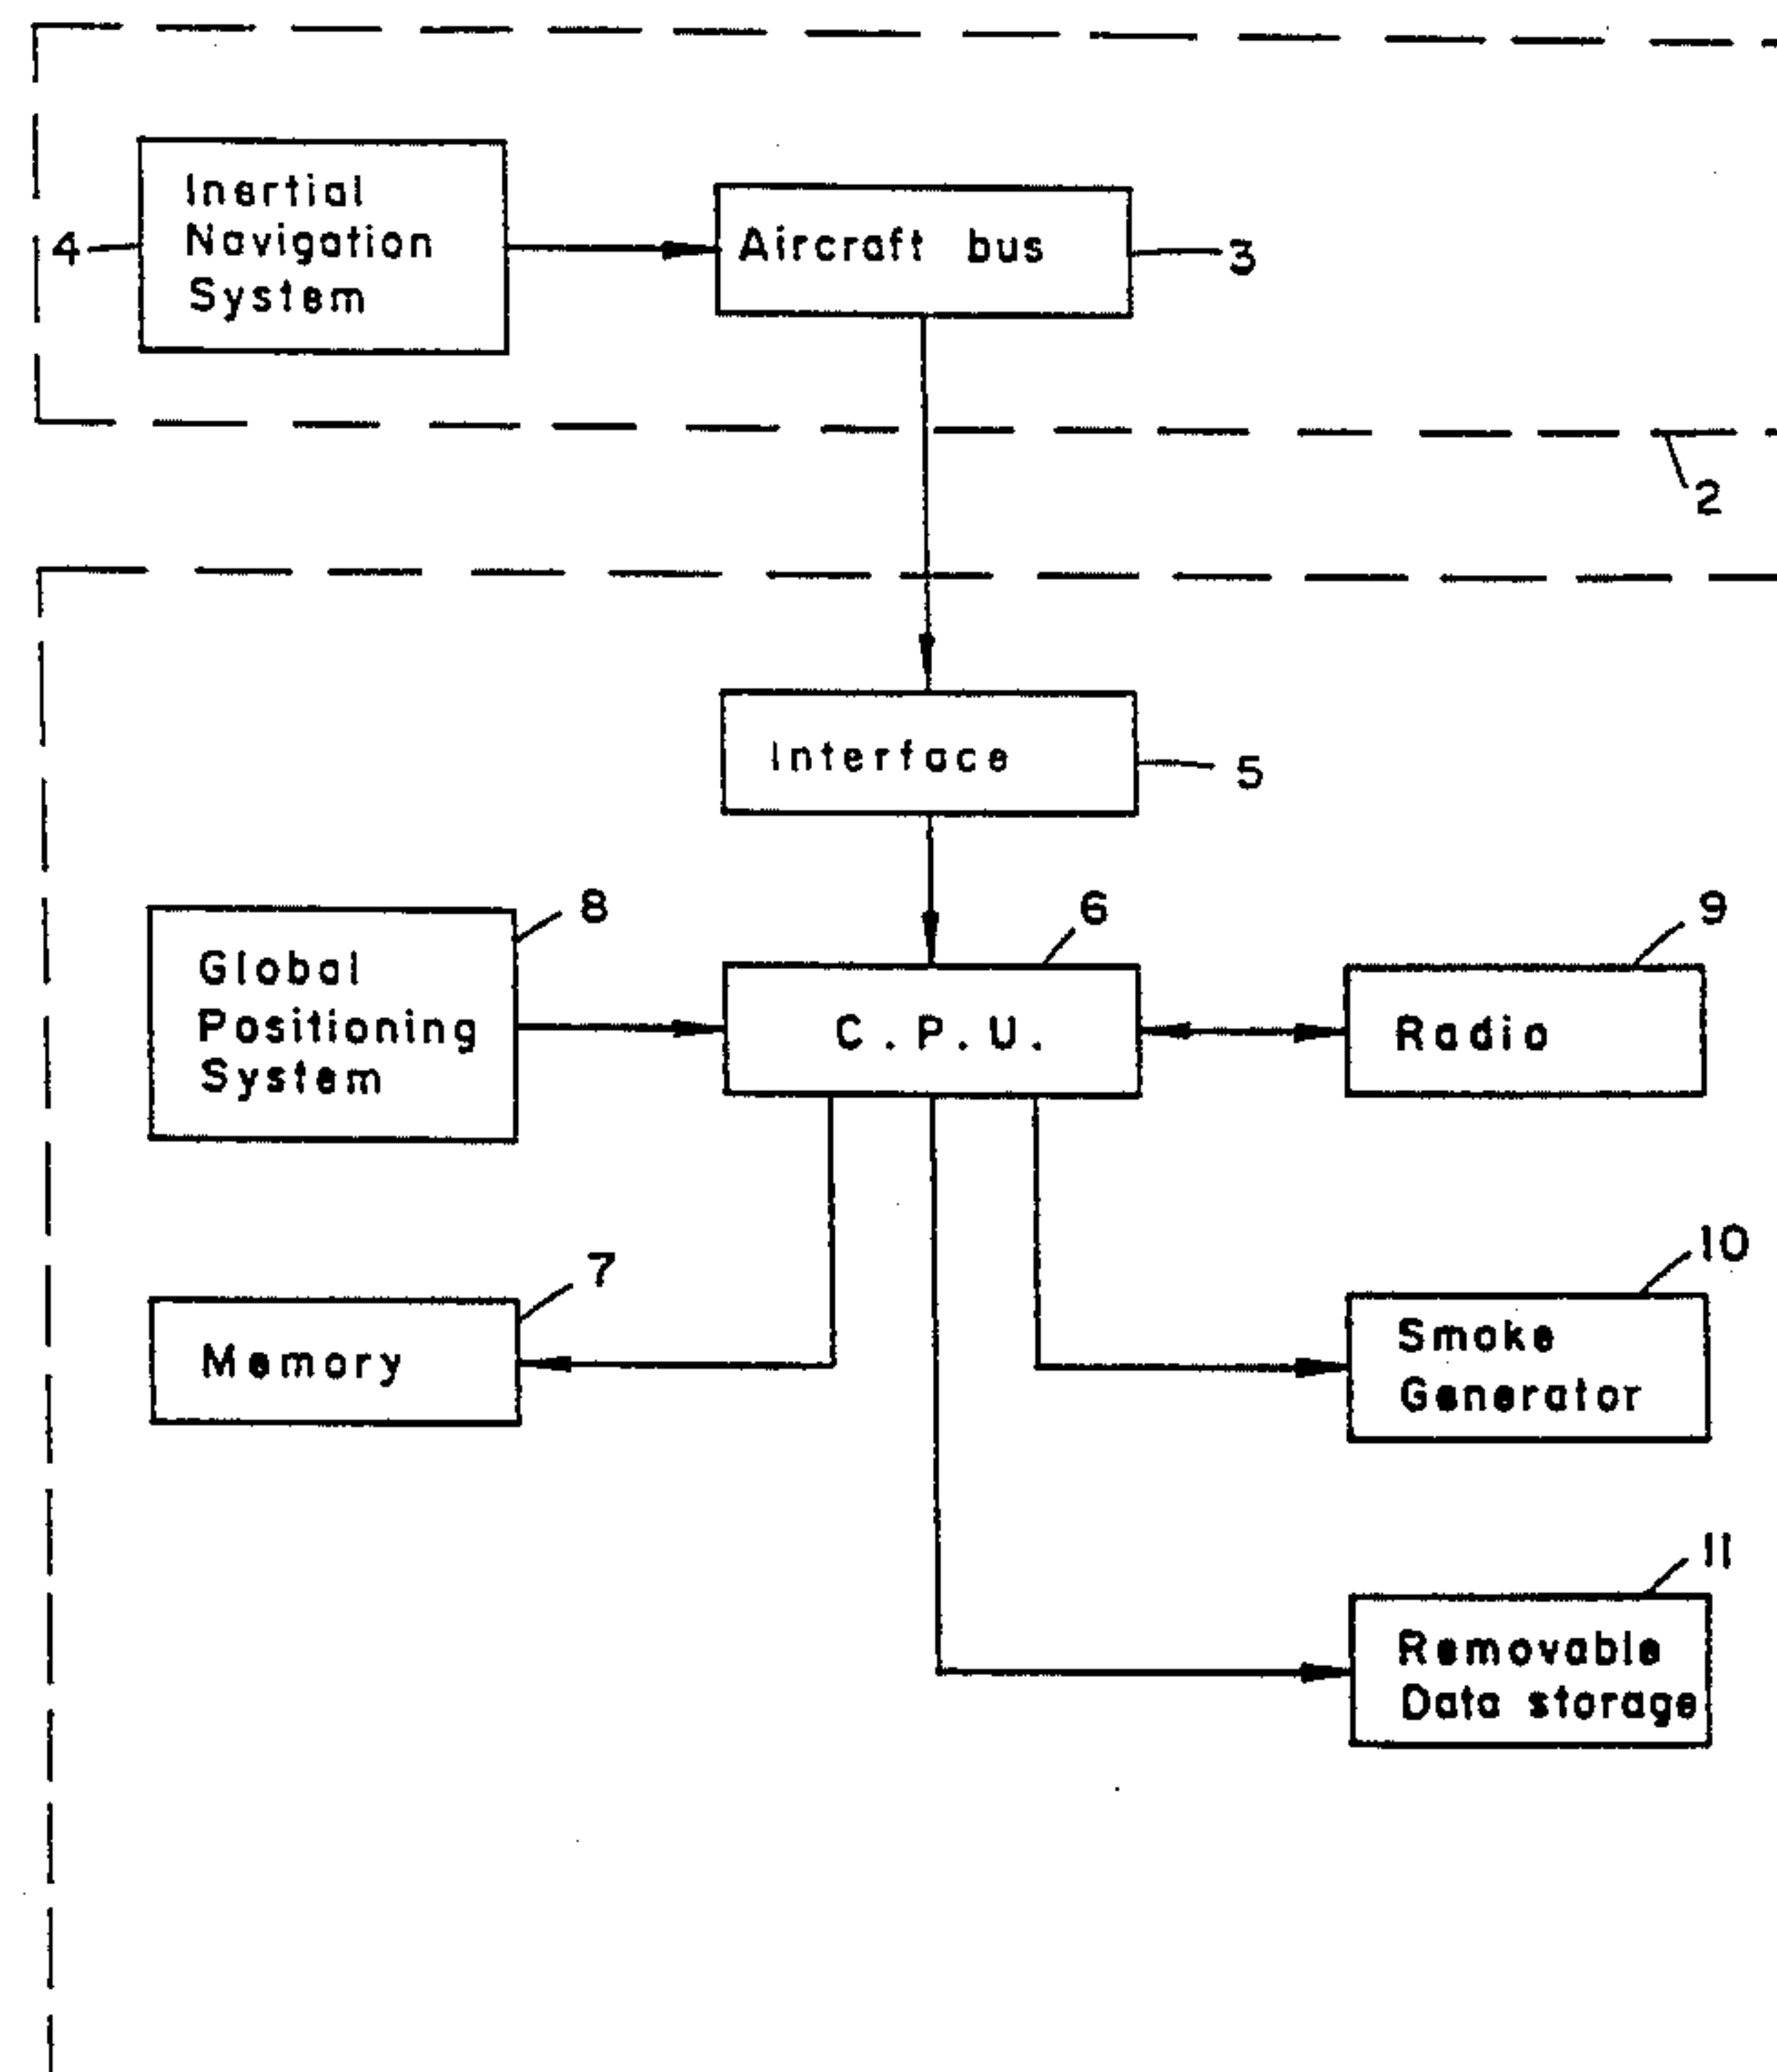 Inertial
Navigation
System
4
Aircraft bus
3
2
Interface
5
8
Global
Positioning
System
6
C.P.U.
9
Radio
7
Memory
10
Smoke
Generator
11
Removable
Data storage